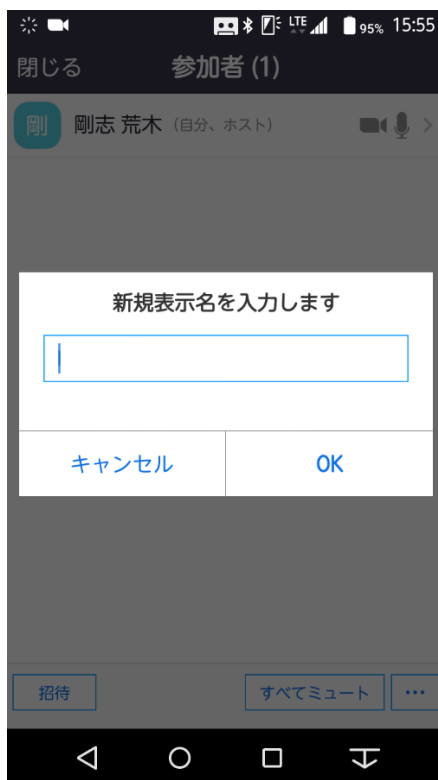 LTE 95% 15:55
閉じる 参加者 (1)
剛 剛志 荒木 (自分、ホスト)
新規表示名を入力します
キャンセル OK
招待 すべてミュート ...